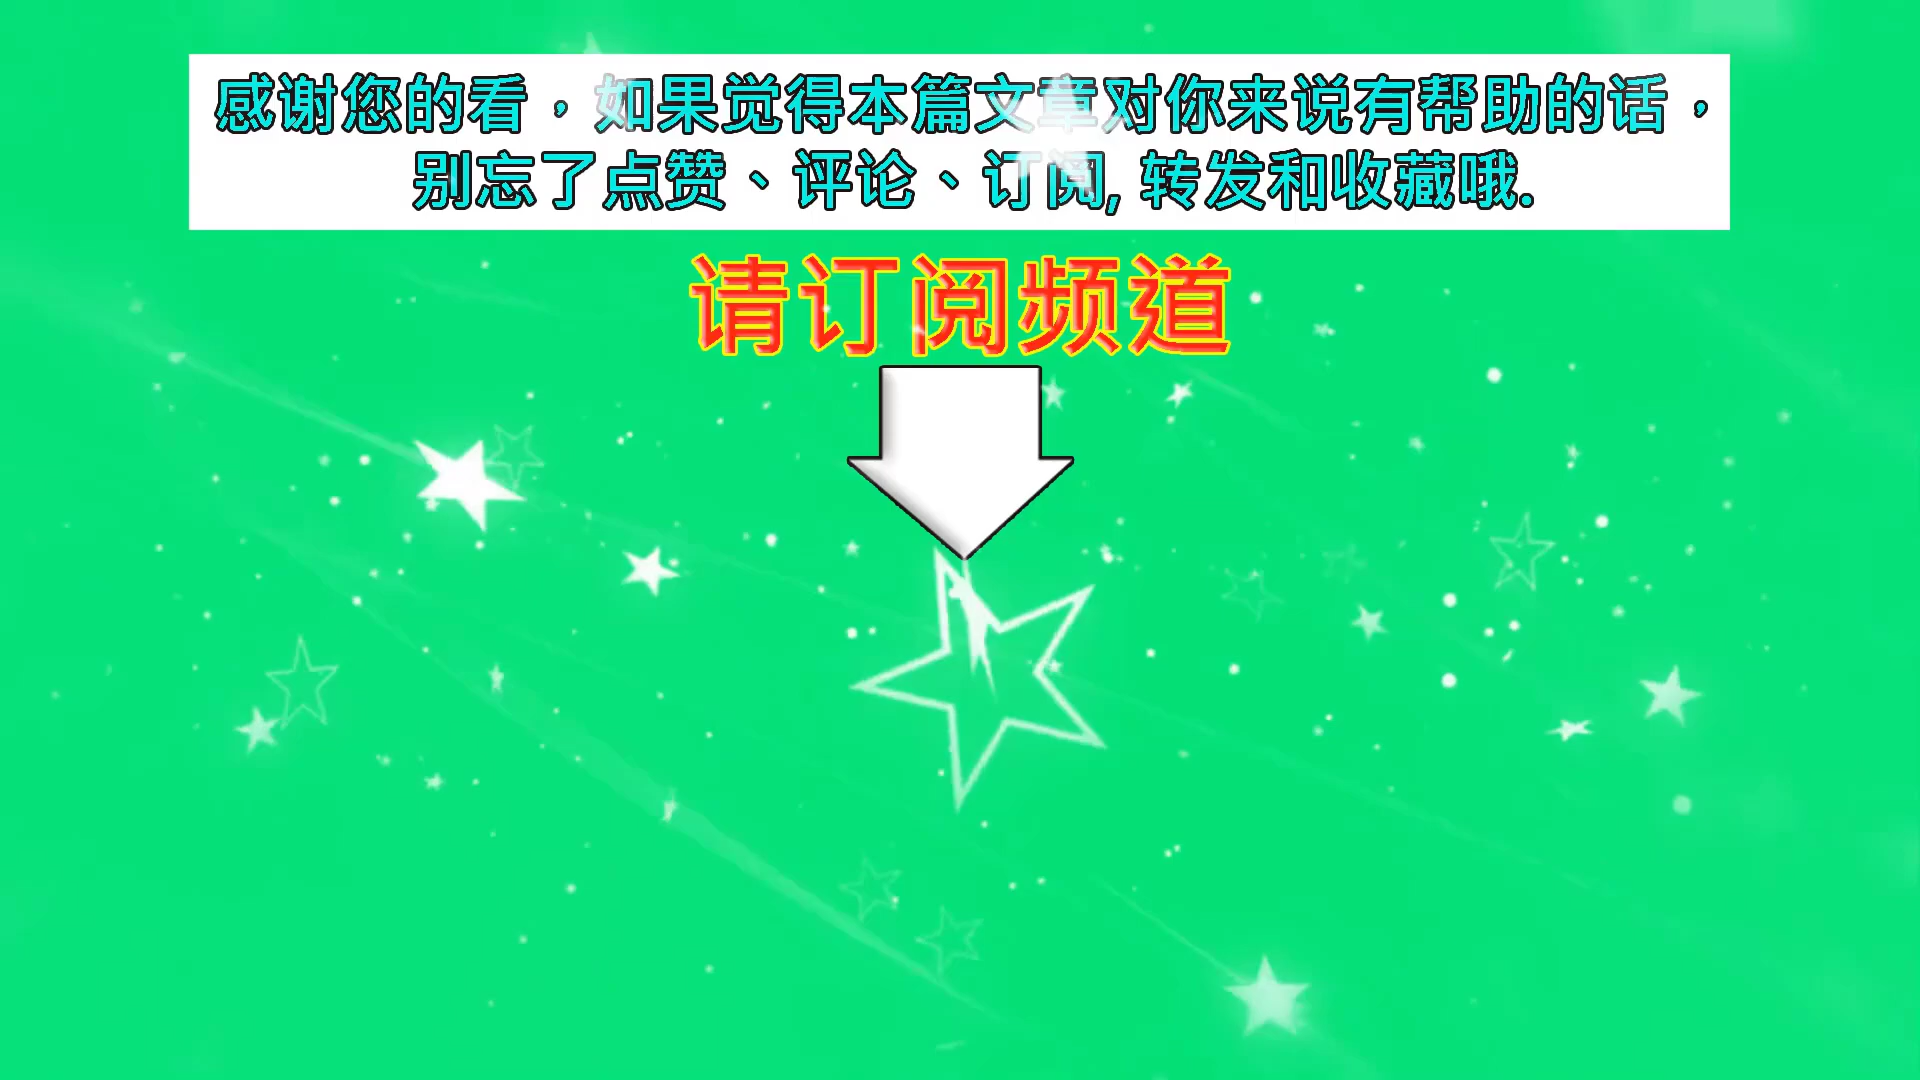 感谢您的看，如果觉得本篇文章对你来说有帮助的话，
别忘了点赞、评论、订阅, 转发和收藏哦.
请订阅频道